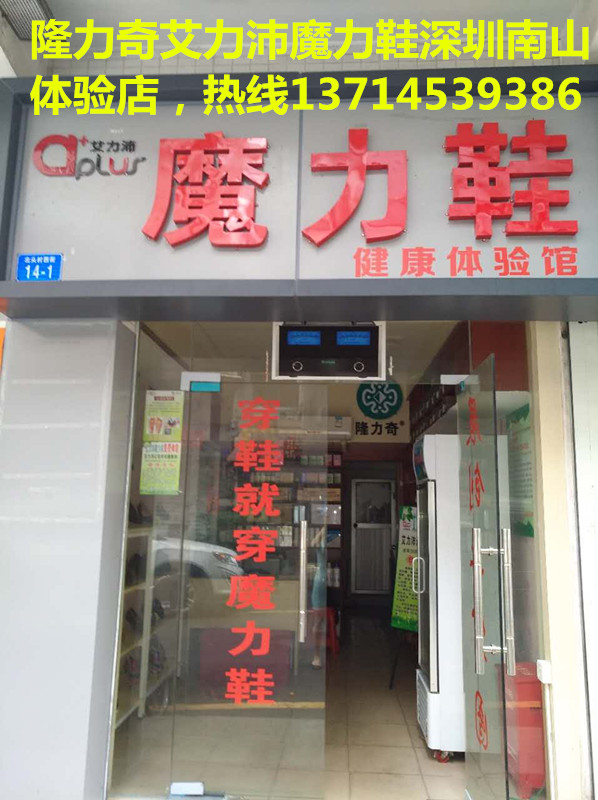 隆力奇艾力沛魔力鞋深圳南山
体验店，热线13714539386
a+plus 艾力沛
魔力鞋
健康体验馆
14-1
穿鞋就穿魔力鞋
隆力奇®